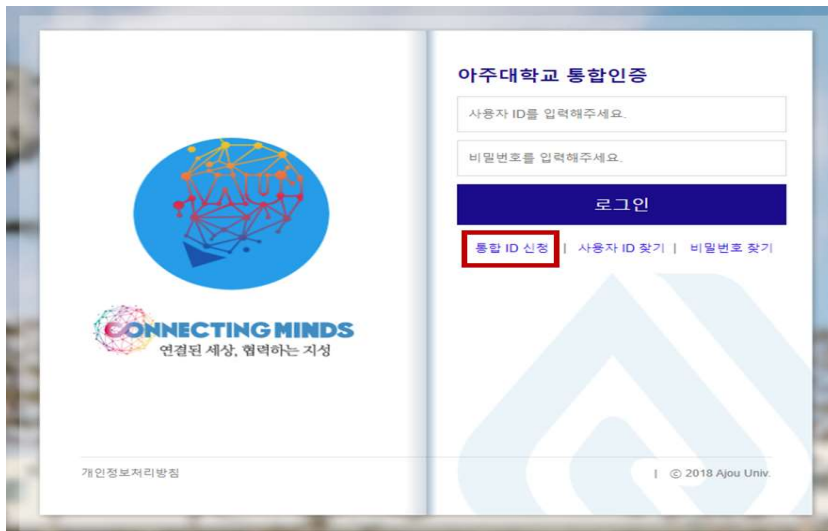 AJOU
CONNECTING MINDS
연결된 세상, 협력하는 지성
개인정보처리방침
아주대학교 통합인증
사용자 ID를 입력해주세요.
비밀번호를 입력해주세요.
로그인
통합 ID 신청 | 사용자 ID 찾기 | 비밀번호 찾기
| ⓒ 2018 Ajou Univ.